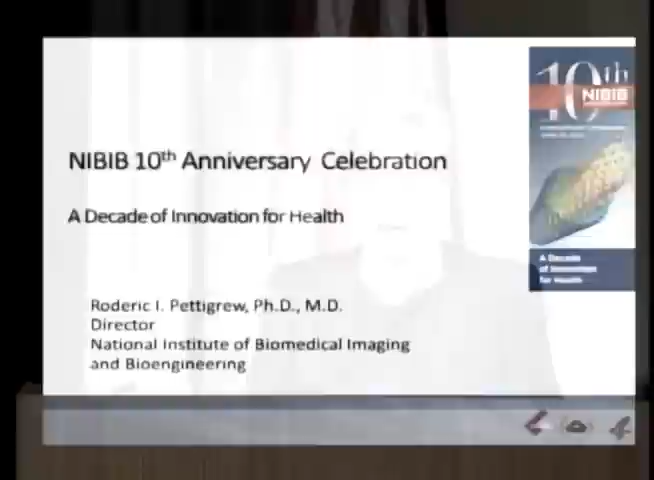 NIBIB 10th Anniversary Celebration
A Decade of Innovation for Health
Roderic I. Pettigrew, Ph.D., M.D.
Director
National Institute of Biomedical Imaging
and Bioengineering
10th
NIBIB
A Decade
of Innovation
for Health